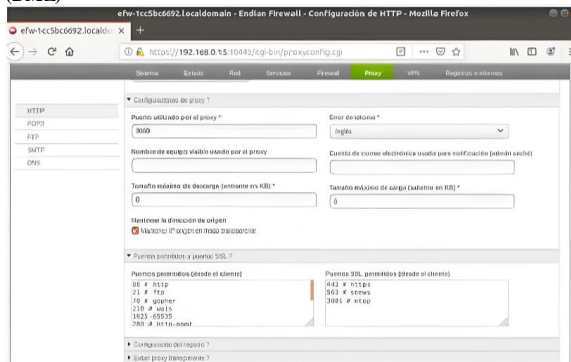 efw-1cc5bc6692.localdomain - Endian Firewall - Configuración de HTTP - Mozilla Firefox
efw-1cc5bc6692.localdo
https://192.168.0.15:10443/cgi-bin/proxyconfig.cgi
Sistema Estado Red Servicios Firewall Proxy VPN Registros e informes
HTTP
POP3
FTP
SMTP
DNS
Configuraciones de proxy ?
Puerto utilizado por el proxy * Error de idioma *
Inglés
Nombre de equipo visible usado por el proxy Cuenta de correo electrónico usada para notificación (admin caché)
Tamaño máximo de descarga (entrante en KB) * Tamaño máximo de carga (saliente en KB) *
0 0
Mantener la dirección de origen
Mantener IP origen en modo transparente
Puertos permitidos y puertos SSL ?
Puertos permitidos (desde el cliente) Puertos SSL permitidos (desde el cliente)
80 # http 443 # https
21 # ftp 563 # snews
70 # gopher 3001 # ntop
210 # wais
1025-65535
280 # http-mgmt
Configuración del registro ?
Evitar proxy transparente ?